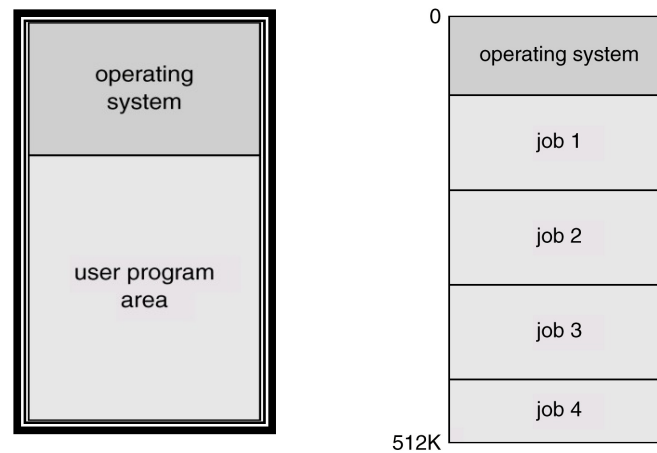 operating
system
user program
area
0
operating system
job 1
job 2
job 3
job 4
512K